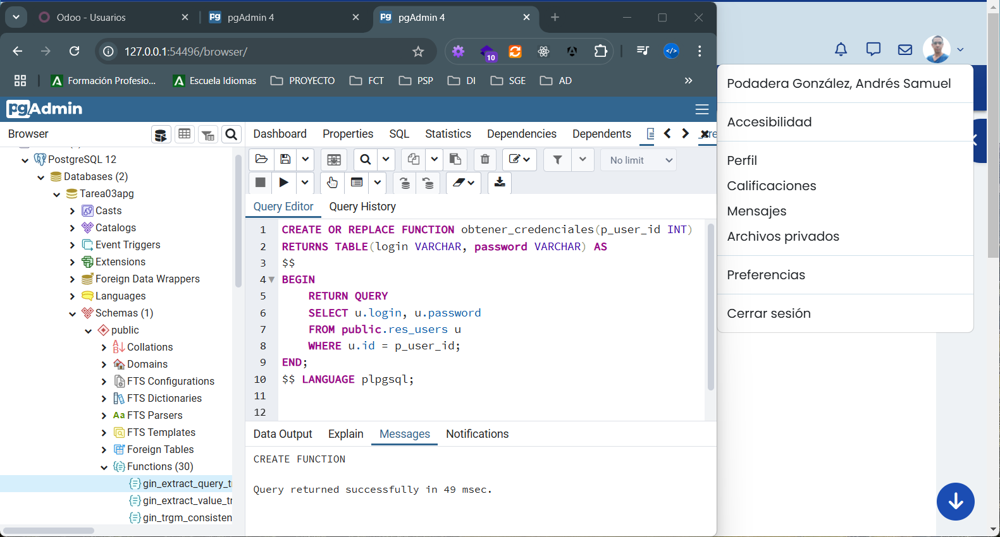 Odoo - Usuarios
pgAdmin 4
pgAdmin 4
127.0.0.1:54496/browser/
10
Formación Profesio...
Escuela Idiomas
PROYECTO
FCT
PSP
DI
SGE
AD
pgAdmin
Browser
PostgreSQL 12
Databases (2)
Tarea03apg
Casts
Catalogs
Event Triggers
Extensions
Foreign Data Wrappers
Languages
Schemas (1)
public
Collations
Domains
FTS Configurations
FTS Dictionaries
FTS Parsers
FTS Templates
Foreign Tables
Functions (30)
gin_extract_query_t
gin_extract_value_tr
gin_trgm_consisten
Dashboard
Properties
SQL
Statistics
Dependencies
Dependents
No limit
Query Editor
Query History
1 CREATE OR REPLACE FUNCTION obtener_credenciales(p_user_id INT)
2 RETURNS TABLE(login VARCHAR, password VARCHAR) AS
3 $$
4 BEGIN
5 RETURN QUERY
6 SELECT u.login, u.password
7 FROM public.res_users u
8 WHERE u.id = p_user_id;
9 END;
10 $$ LANGUAGE plpgsql;
11
12
Data Output
Explain
Messages
Notifications
CREATE FUNCTION
Query returned successfully in 49 msec.
Podadera González, Andrés Samuel
Accesibilidad
Perfil
Calificaciones
Mensajes
Archivos privados
Preferencias
Cerrar sesión